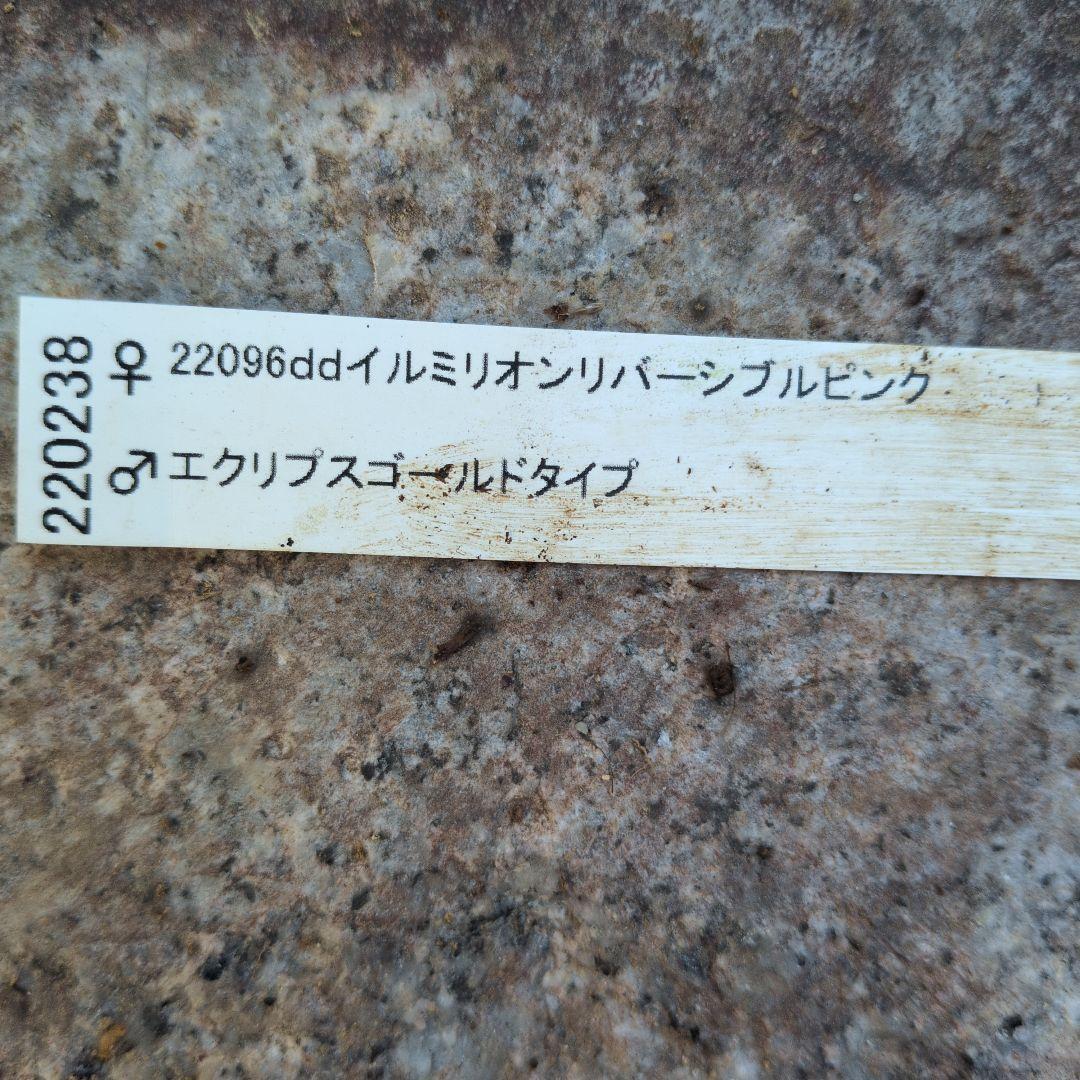 220238
♀ 22096ddイルミリオンリバーシブルピンク
♂ エクリプスゴールドタイプ